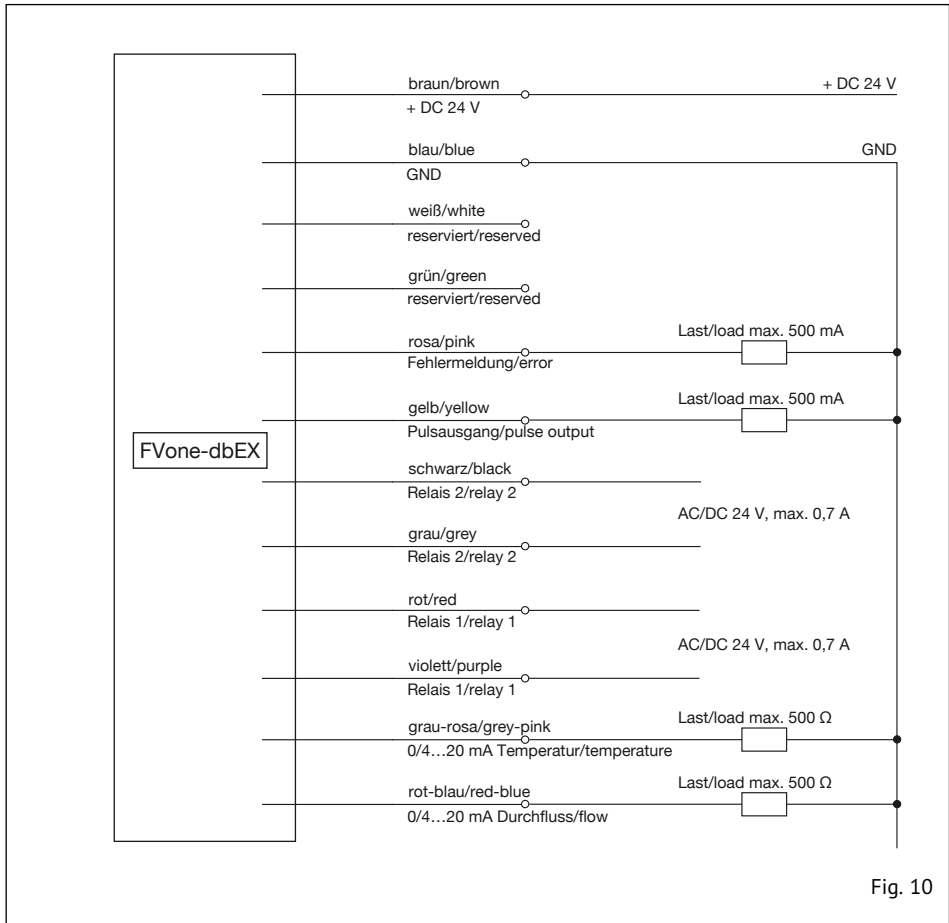 braun/brown
+ DC 24 V
+ DC 24 V
blau/blue
GND
GND
weiß/white
reserviert/reserved
grün/green
reserviert/reserved
rosa/pink
Last/load max. 500 mA
Fehlermeldung/error
gelb/yellow
Last/load max. 500 mA
Pulsausgang/pulse output
FVone-dbEX
schwarz/black
Relais 2/relay 2
AC/DC 24 V, max. 0,7 A
grau/grey
Relais 2/relay 2
rot/red
Relais 1/relay 1
AC/DC 24 V, max. 0,7 A
violett/purple
Relais 1/relay 1
grau-rosa/grey-pink
Last/load max. 500 Ω
0/4…20 mA Temperatur/temperature
rot-blau/red-blue
Last/load max. 500 Ω
0/4…20 mA Durchfluss/flow
Fig. 10